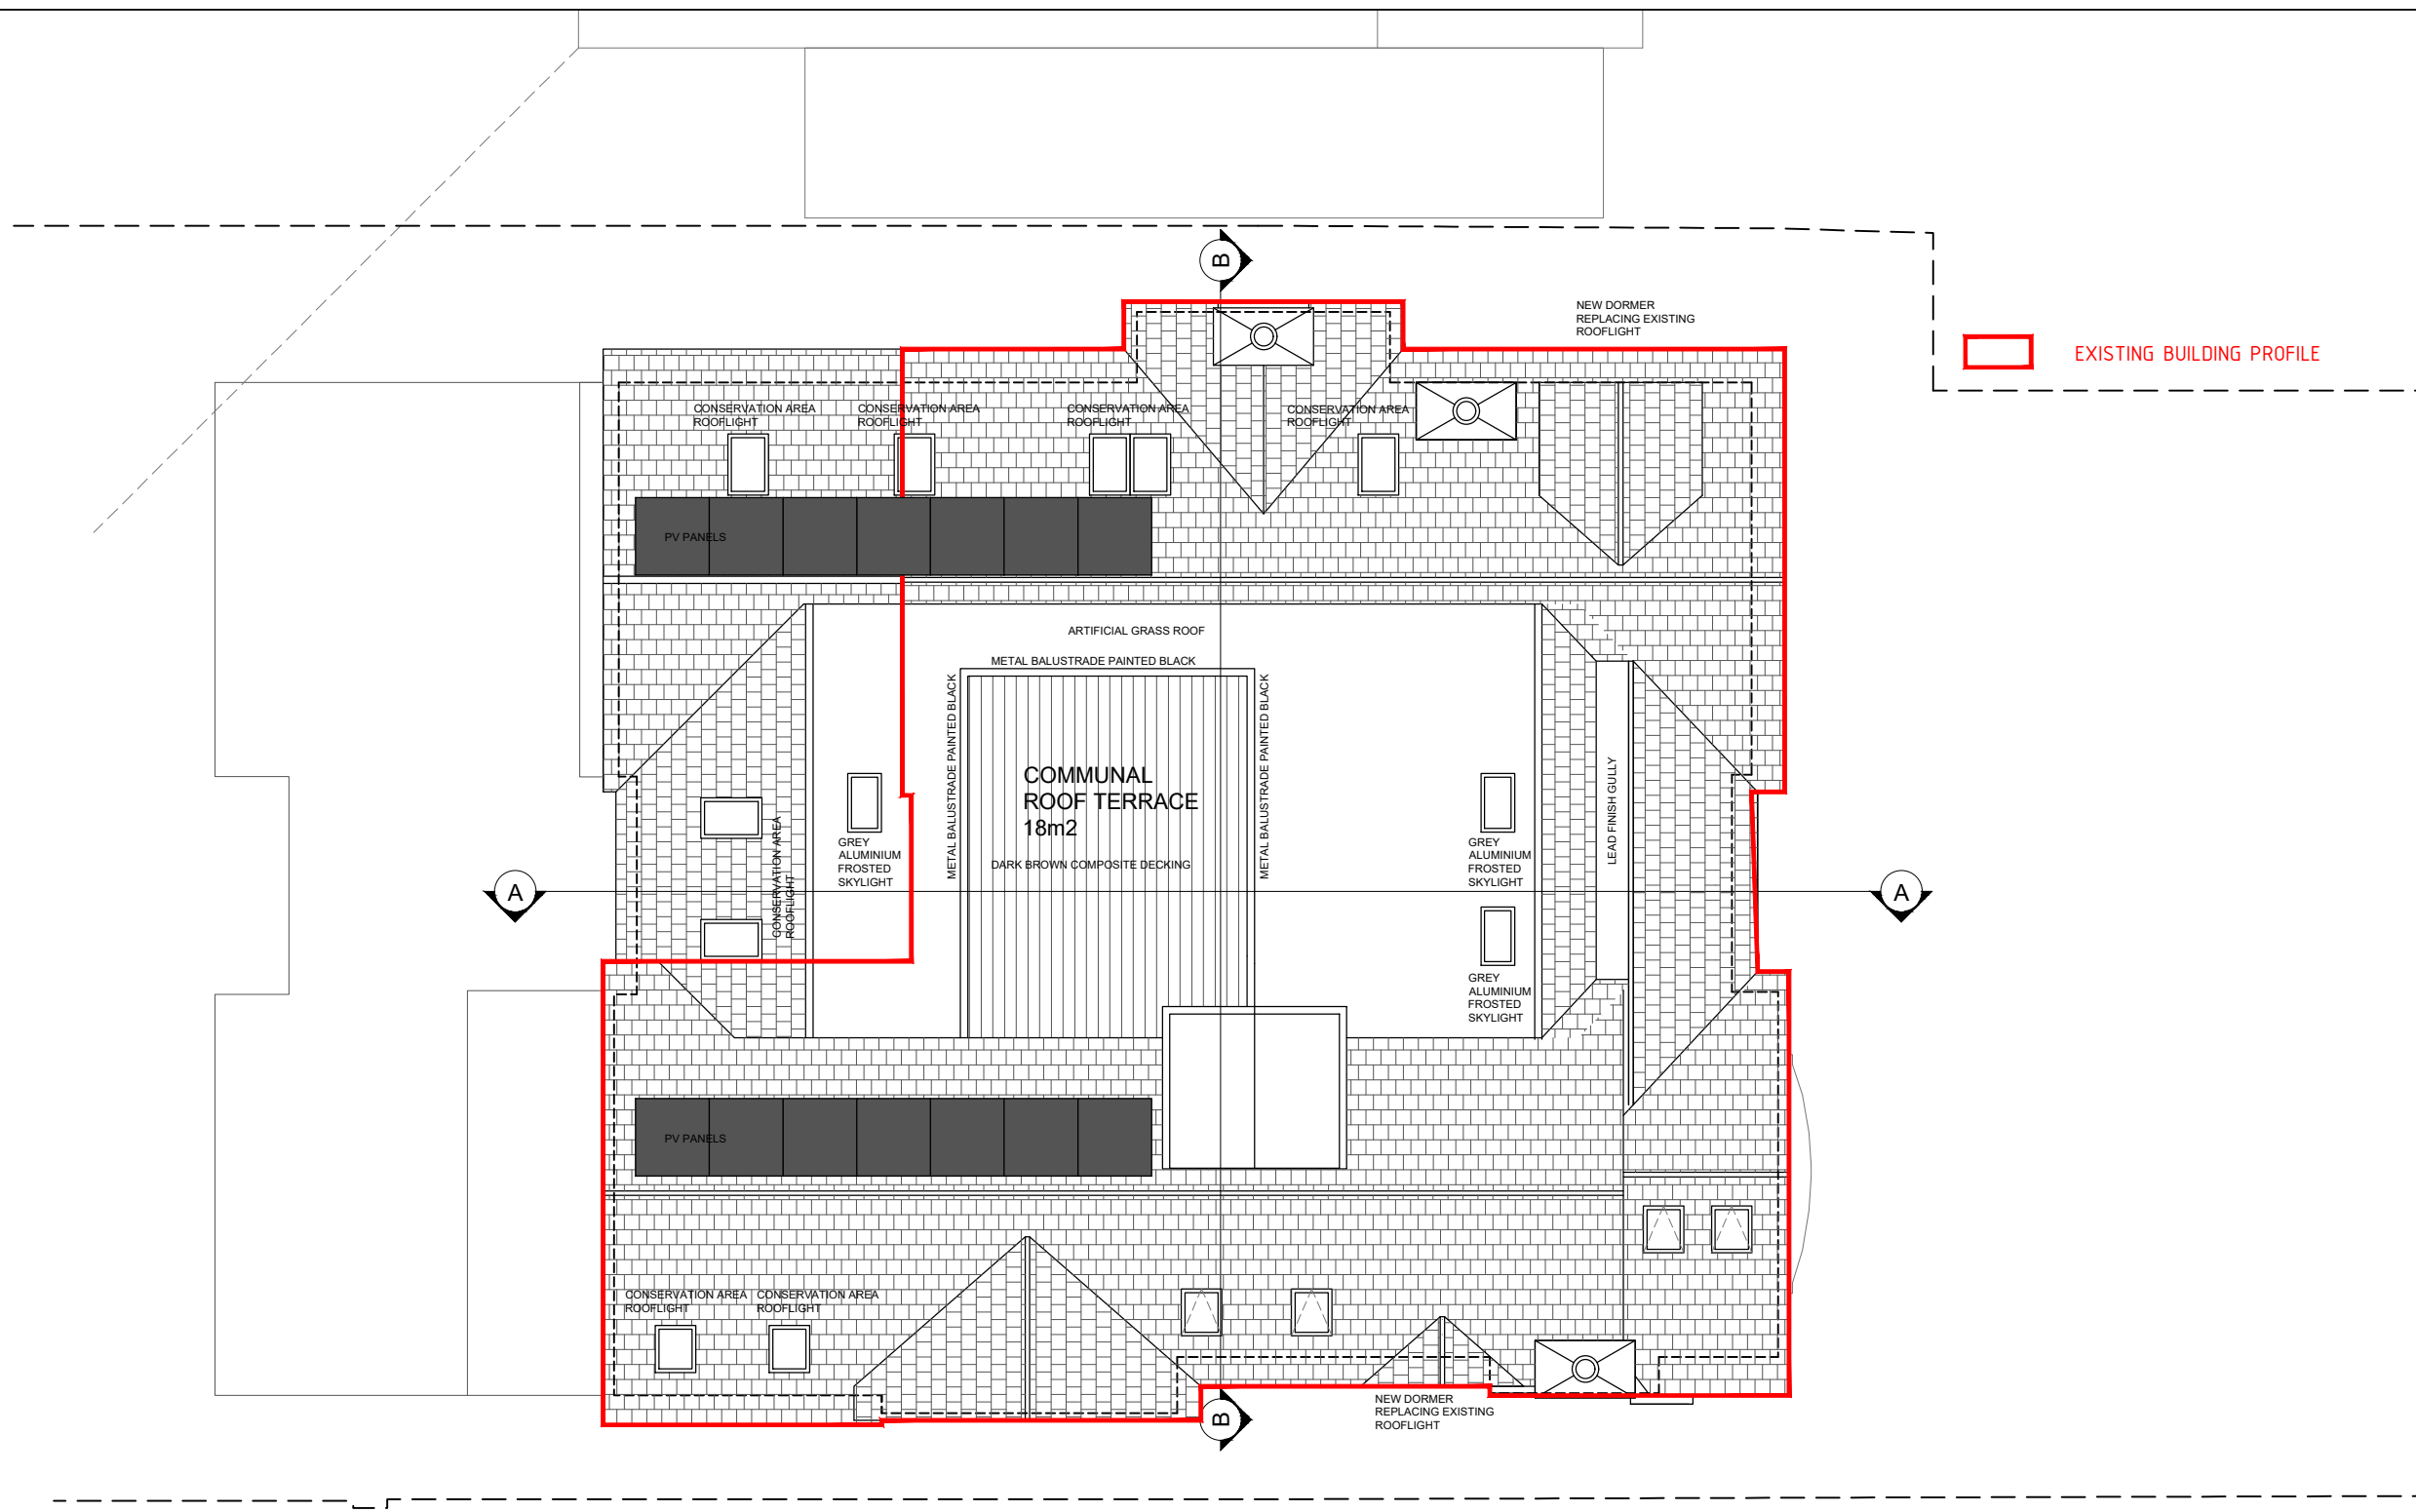 B
NEW DORMER
REPLACING EXISTING
ROOFLIGHT
EXISTING BUILDING PROFILE
CONSERVATION AREA
ROOFLIGHT
CONSERVATION AREA
ROOFLIGHT
CONSERVATION AREA
ROOFLIGHT
CONSERVATION AREA
ROOFLIGHT
PV PANELS
ARTIFICIAL GRASS ROOF
METAL BALUSTRADE PAINTED BLACK
METAL BALUSTRADE PAINTED BLACK
METAL BALUSTRADE PAINTED BLACK
COMMUNAL
ROOF TERRACE
18m2
DARK BROWN COMPOSITE DECKING
LEAD FINISH GULLY
CONSERVATION AREA
ROOFLIGHT
GREY
ALUMINIUM
FROSTED
SKYLIGHT
GREY
ALUMINIUM
FROSTED
SKYLIGHT
A
A
GREY
ALUMINIUM
FROSTED
SKYLIGHT
PV PANELS
CONSERVATION AREA
ROOFLIGHT
CONSERVATION AREA
ROOFLIGHT
NEW DORMER
REPLACING EXISTING
ROOFLIGHT
B